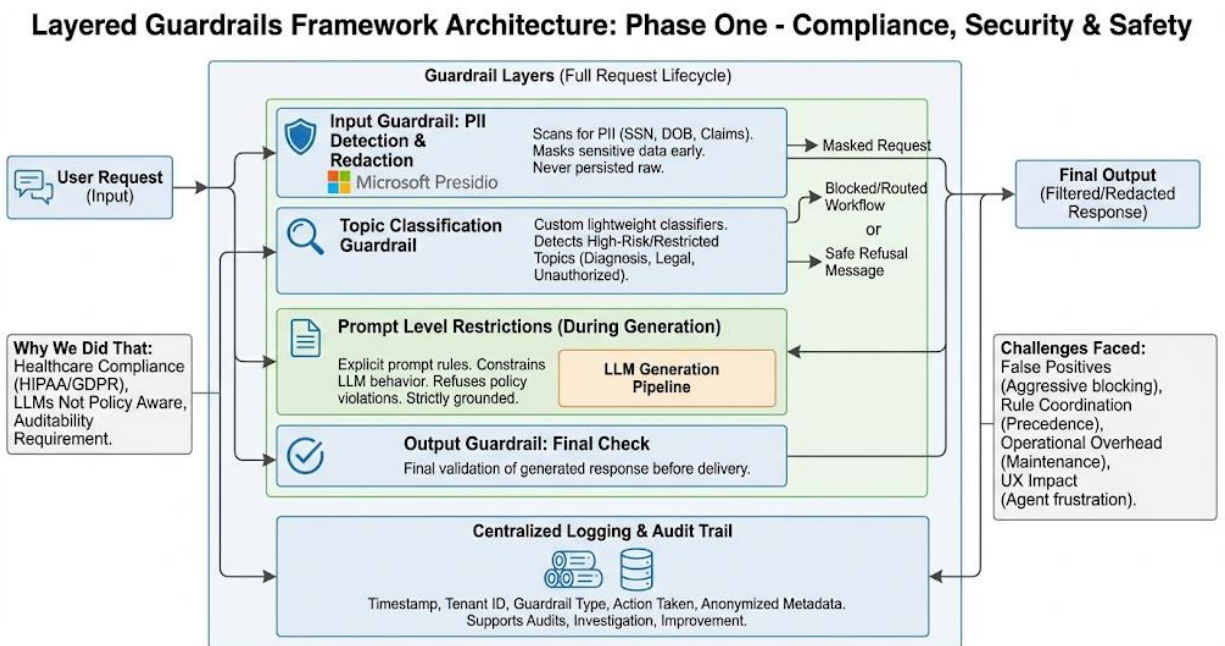 Layered Guardrails Framework Architecture: Phase One - Compliance, Security & Safety
Guardrail Layers (Full Request Lifecycle)
User Request
(Input)
Input Guardrail: PII
Detection &
Redaction
Microsoft Presidio
Scans for PII (SSN, DOB, Claims).
Masks sensitive data early.
Never persisted raw.
Masked Request
Topic Classification
Guardrail
Custom lightweight classifiers.
Detects High-Risk/Restricted
Topics (Diagnosis, Legal,
Unauthorized).
Blocked/Routed
Workflow
or
Safe Refusal
Message
Final Output
(Filtered/Redacted
Response)
Prompt Level Restrictions (During Generation)
Explicit prompt rules. Constrains
LLM behavior. Refuses policy
violations. Strictly grounded.
LLM Generation
Pipeline
Output Guardrail: Final Check
Final validation of generated response before delivery.
Why We Did That:
Healthcare Compliance
(HIPAA/GDPR),
LLMs Not Policy Aware,
Auditability
Requirement.
Challenges Faced:
False Positives
(Aggressive blocking),
Rule Coordination
(Precedence),
Operational Overhead
(Maintenance),
UX Impact
(Agent frustration).
Centralized Logging & Audit Trail
Timestamp, Tenant ID, Guardrail Type, Action Taken, Anonymized Metadata.
Supports Audits, Investigation, Improvement.